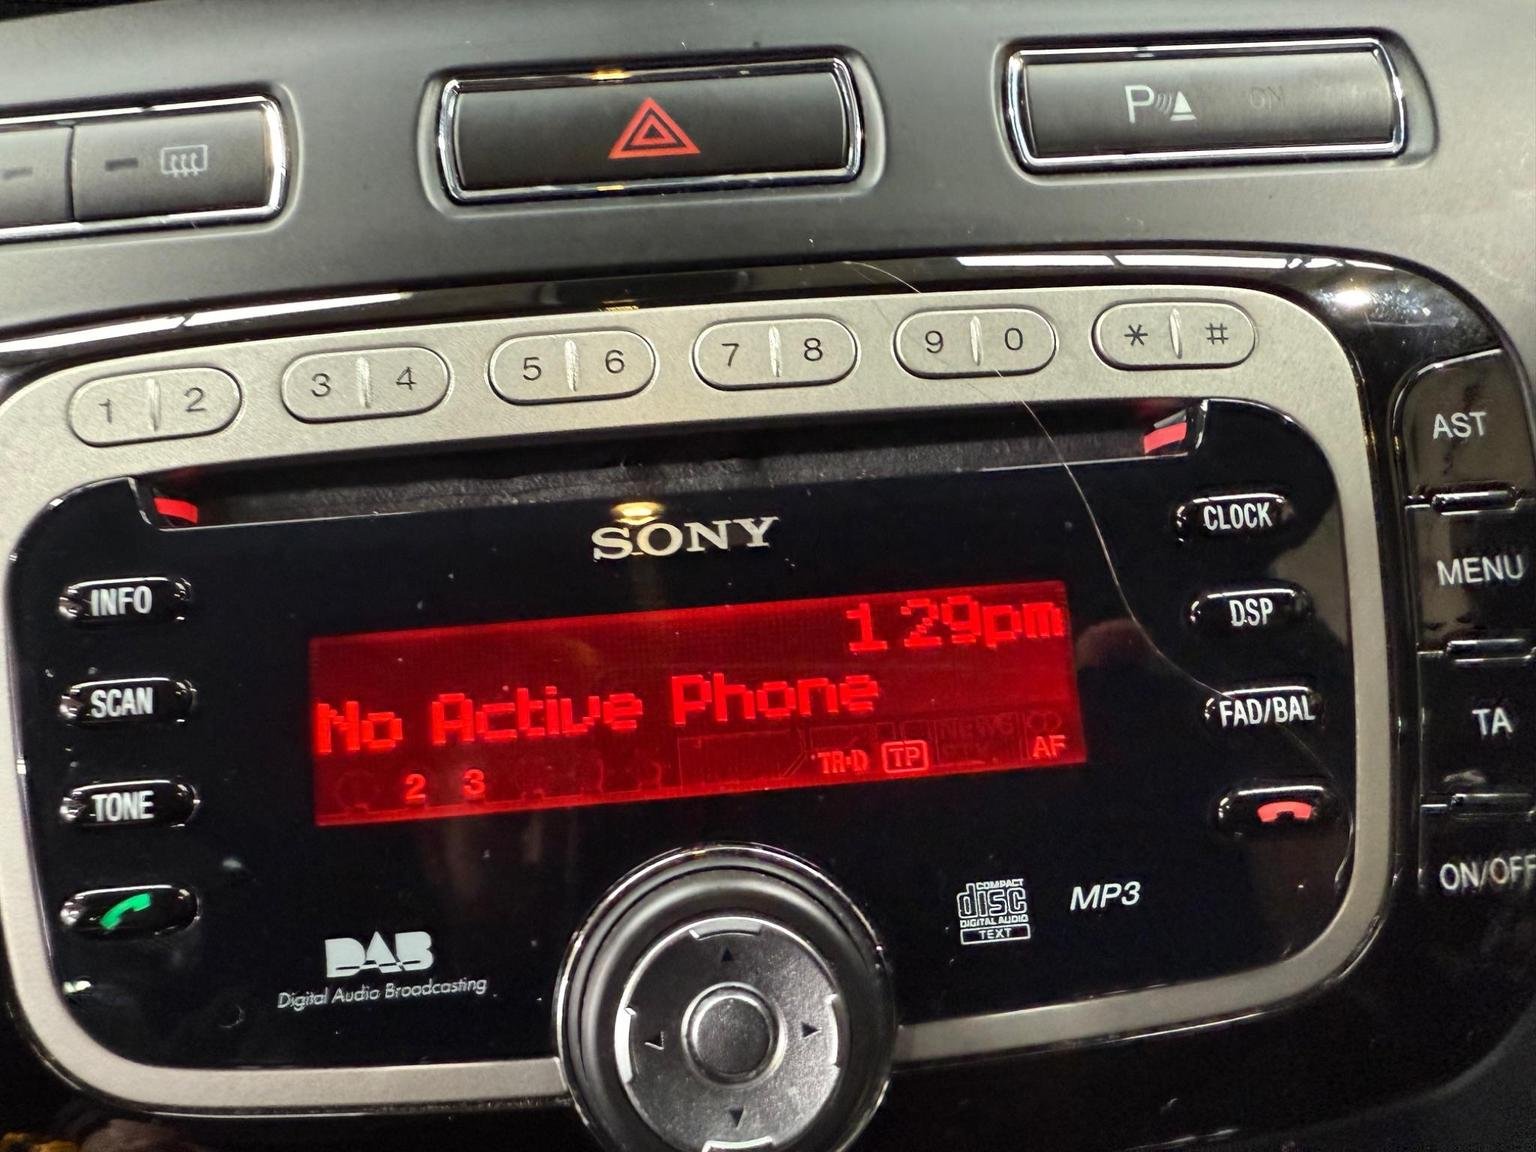 P ON
1 2 3 4 5 6 7 8 9 0 * #
AST
SONY
CLOCK
MENU
INFO
1 29pm
DSP
No Active Phone
SCAN
FAD/BAL
TA
2 3 TR-D TP NEWS AF
TONE
ON/OFF
DAB
Digital Audio Broadcasting
COMPACT
disc
DIGITAL AUDIO
TEXT
MP3